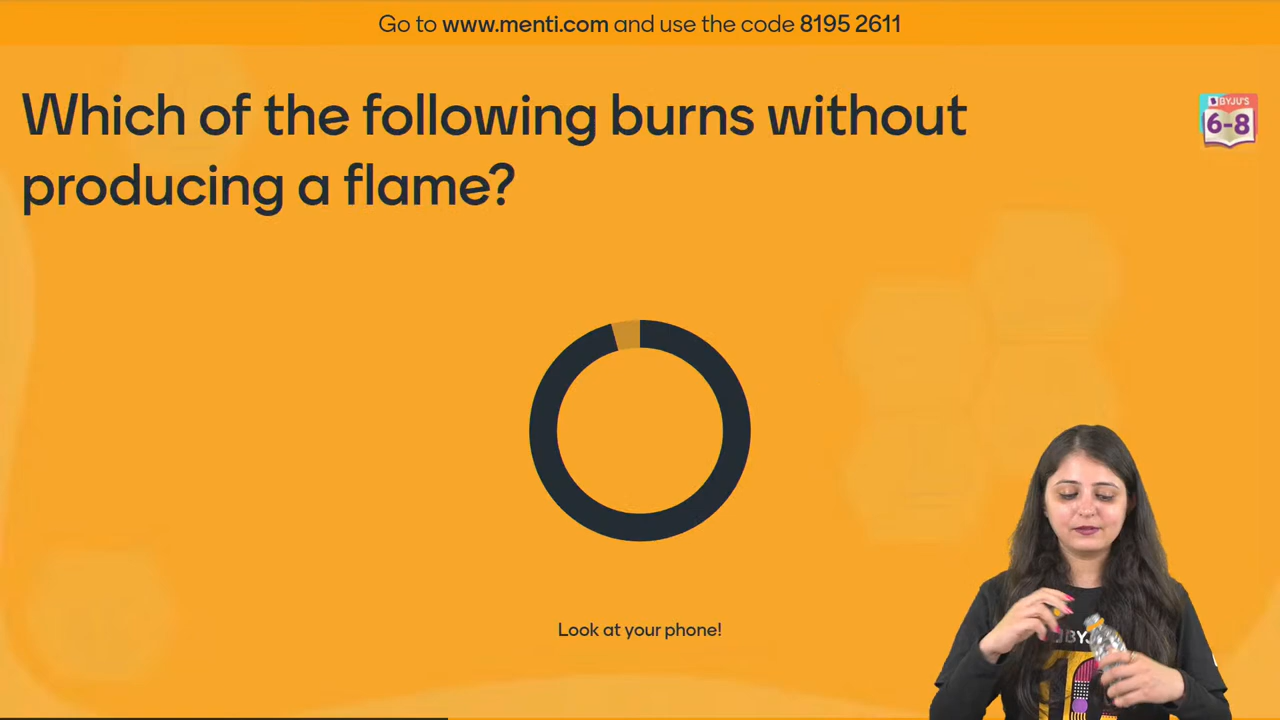 Go to www.menti.com and use the code 8195 2611
Which of the following burns without
producing a flame?
BYJU'S
6-8
Look at your phone!